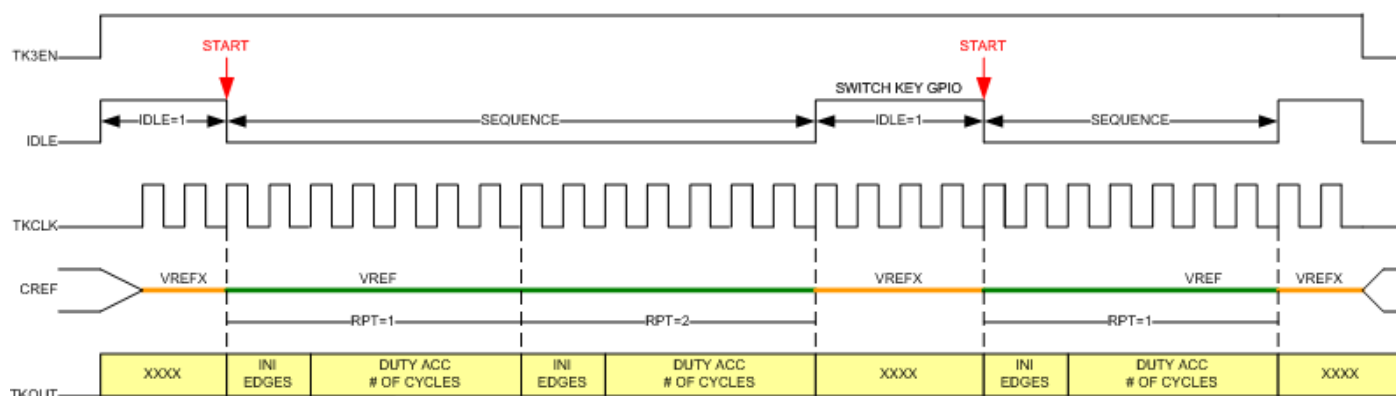 START START
TK3EN
SWITCH KEY GPIO
IDLE=1 SEQUENCE IDLE=1 SEQUENCE
IDLE
TKCLK
VREFX VREF VREFX VREF VREFX
CREF
RPT=1 RPT=2 RPT=1
XXXX INI EDGES DUTY ACC # OF CYCLES INI EDGES DUTY ACC # OF CYCLES XXXX INI EDGES DUTY ACC # OF CYCLES XXXX
TKOUT